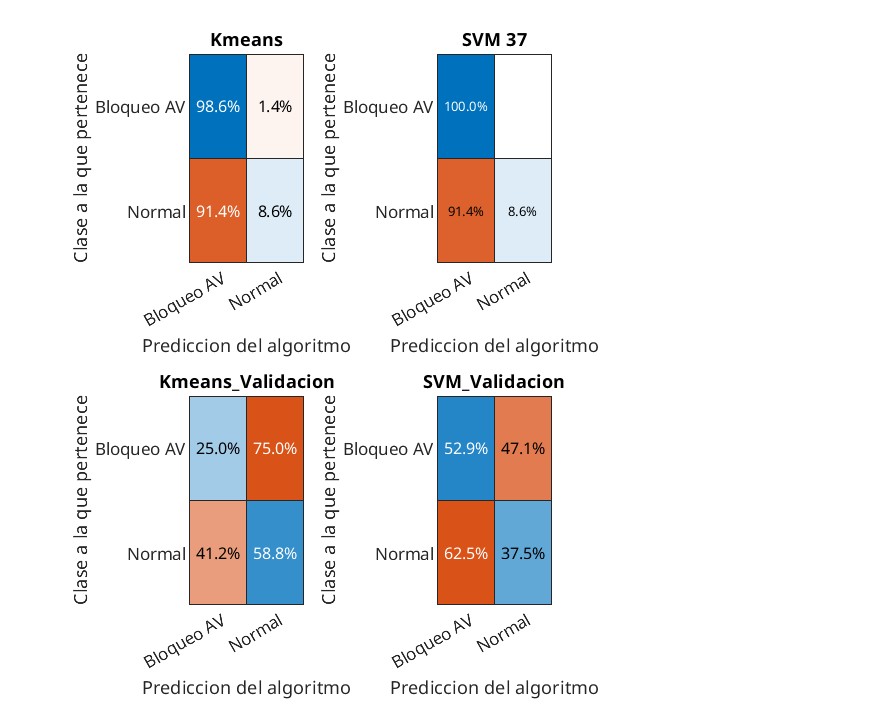 Kmeans
Clase a la que pertenece
Bloqueo AV
98.6%
1.4%
Normal
91.4%
8.6%
Bloqueo AV
Normal
Prediccion del algoritmo
SVM 37
Clase a la que pertenece
Bloqueo AV
100.0%
Normal
91.4%
8.6%
Bloqueo AV
Normal
Prediccion del algoritmo
Kmeans_Validacion
Clase a la que pertenece
Bloqueo AV
25.0%
75.0%
Normal
41.2%
58.8%
Bloqueo AV
Normal
Prediccion del algoritmo
SVM_Validacion
Clase a la que pertenece
Bloqueo AV
52.9%
47.1%
Normal
62.5%
37.5%
Bloqueo AV
Normal
Prediccion del algoritmo